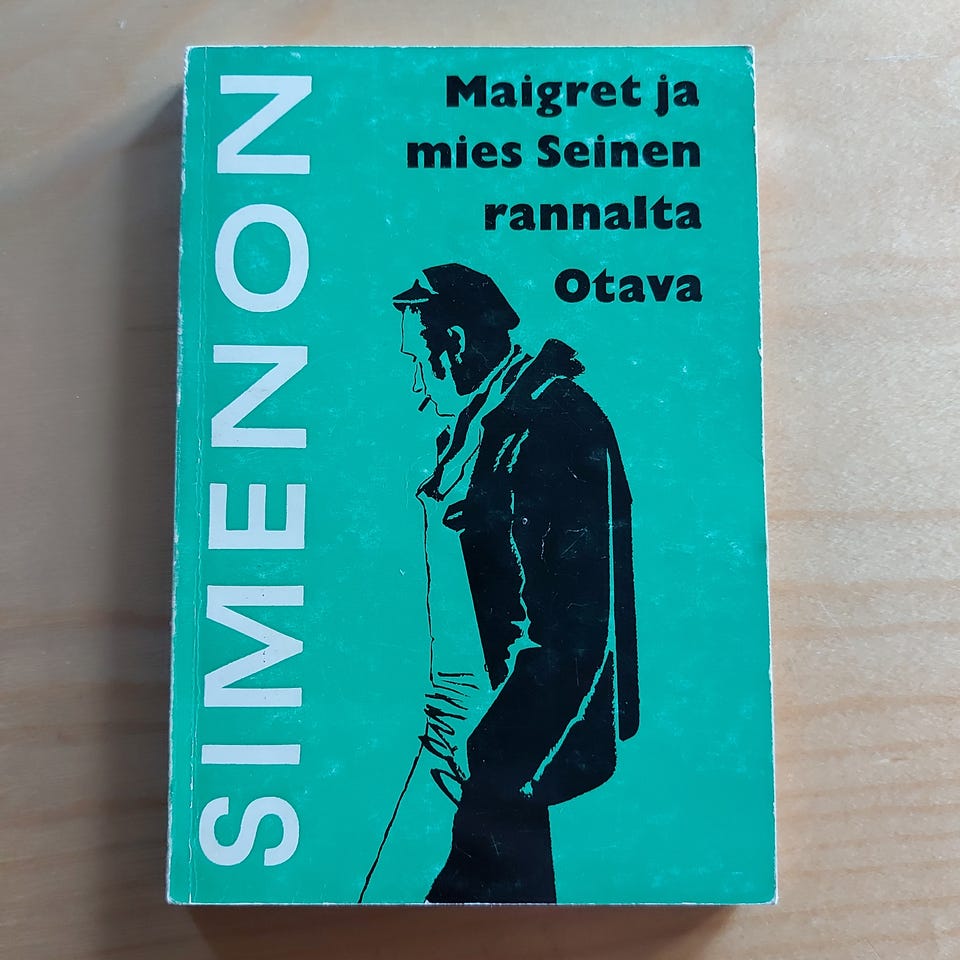 SIMENON
Maigret ja
mies Seinen
rannalta
Otava